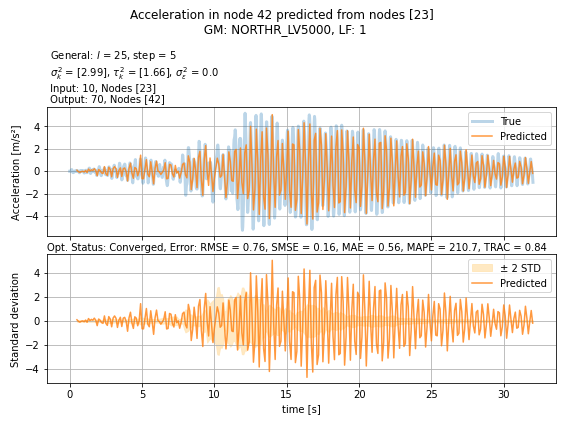 Acceleration in node 42 predicted from nodes [23]
GM: NORTHR_LV5000, LF: 1
General: l = 25, step = 5
σ²ₖ = [2.99], τ²ₖ = [1.66], σ²ε = 0.0
Input: 10, Nodes [23]
Output: 70, Nodes [42]
Acceleration [m/s²]
4
2
0
−2
−4
True
Predicted
Opt. Status: Converged, Error: RMSE = 0.76, SMSE = 0.16, MAE = 0.56, MAPE = 210.7, TRAC = 0.84
Standard deviation
4
2
0
−2
−4
± 2 STD
Predicted
0 5 10 15 20 25 30
time [s]